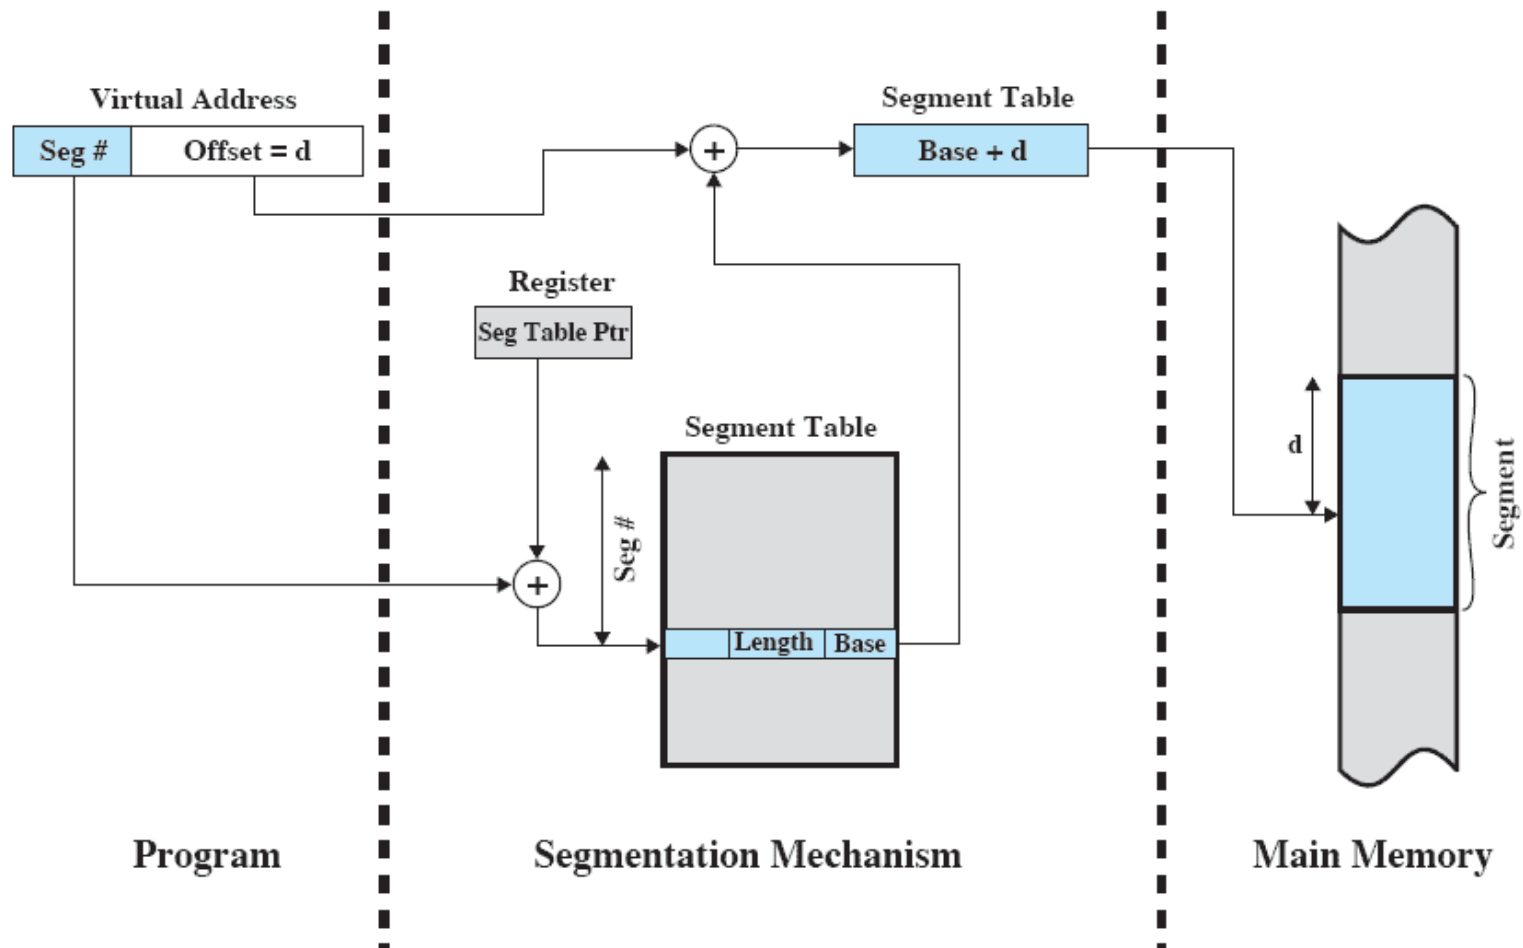 Virtual Address
Seg #
Offset = d
Segment Table
Base + d
Register
Seg Table Ptr
Segment Table
Seg #
+
+
Length
Base
d
Segment
Program
Segmentation Mechanism
Main Memory